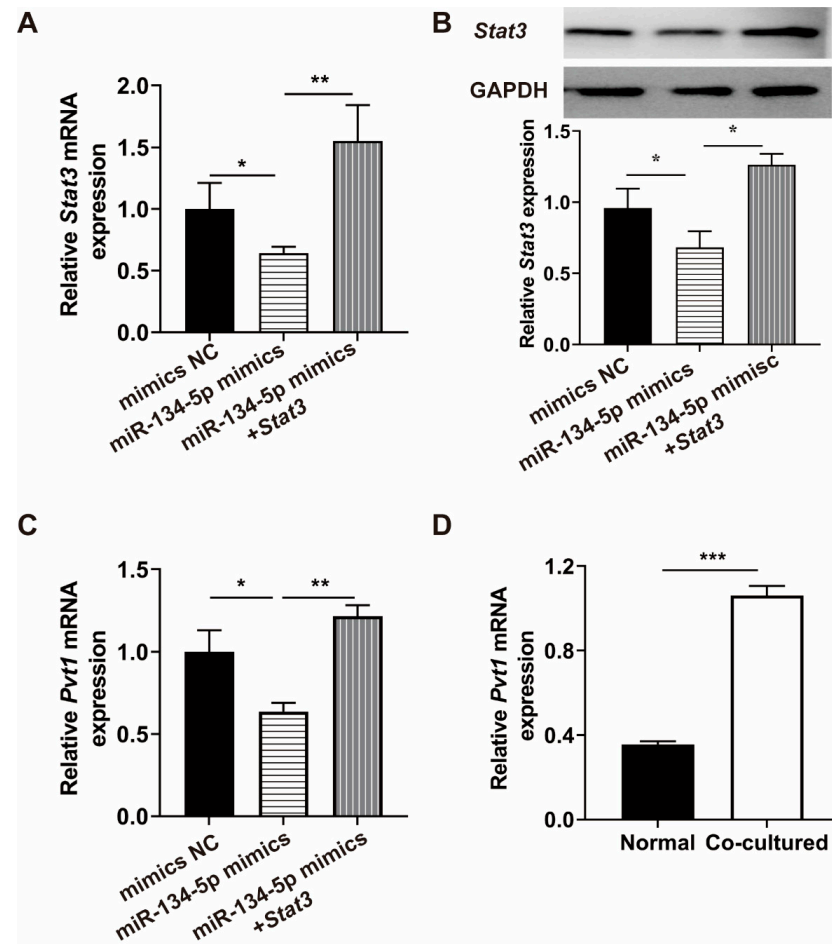 A
Relative Stat3 mRNA
expression
2.0
1.5
1.0
0.5
0.0
*
**
mimics NC
miR-134-5p mimics
miR-134-5p mimics
+Stat3
B
Stat3
GAPDH
Relative Stat3 expression
1.5
1.0
0.5
0.0
*
*
mimics NC
miR-134-5p mimics
miR-134-5p mimisc
+Stat3
C
Relative Pvt1 mRNA
expression
1.5
1.0
0.5
0.0
*
**
mimics NC
miR-134-5p mimics
miR-134-5p mimics
+Stat3
D
Relative Pvt1 mRNA
expression
1.2
0.8
0.4
0.0
***
Normal Co-cultured